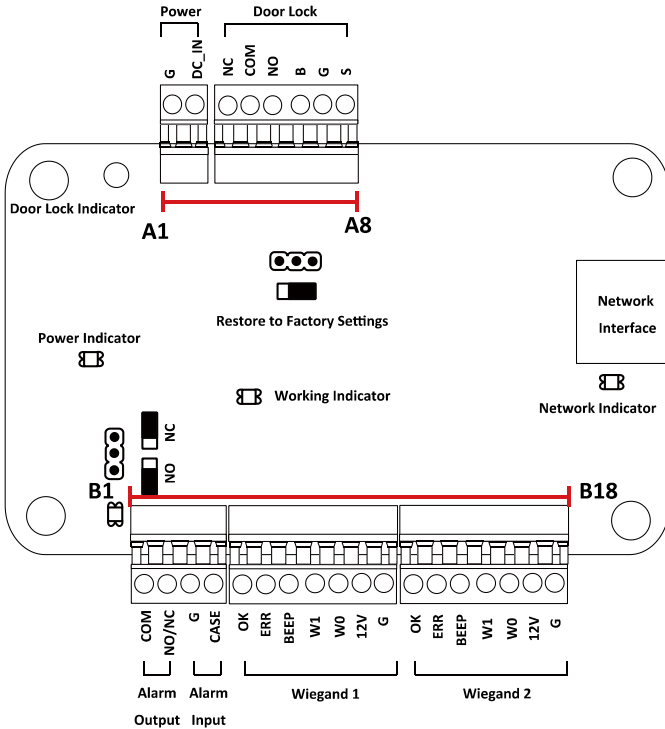 Power
Door Lock
G
DC_IN
NC
COM
NO
B
G
S
Door Lock Indicator
A1
A8
Restore to Factory Settings
Network
Interface
Power Indicator
Working Indicator
Network Indicator
NC
NO
B1
B18
COM
NO/NC
G
CASE
OK
ERR
BEEP
W1
W0
12V
G
OK
ERR
BEEP
W1
W0
12V
G
Alarm
Output
Alarm
Input
Wiegand 1
Wiegand 2